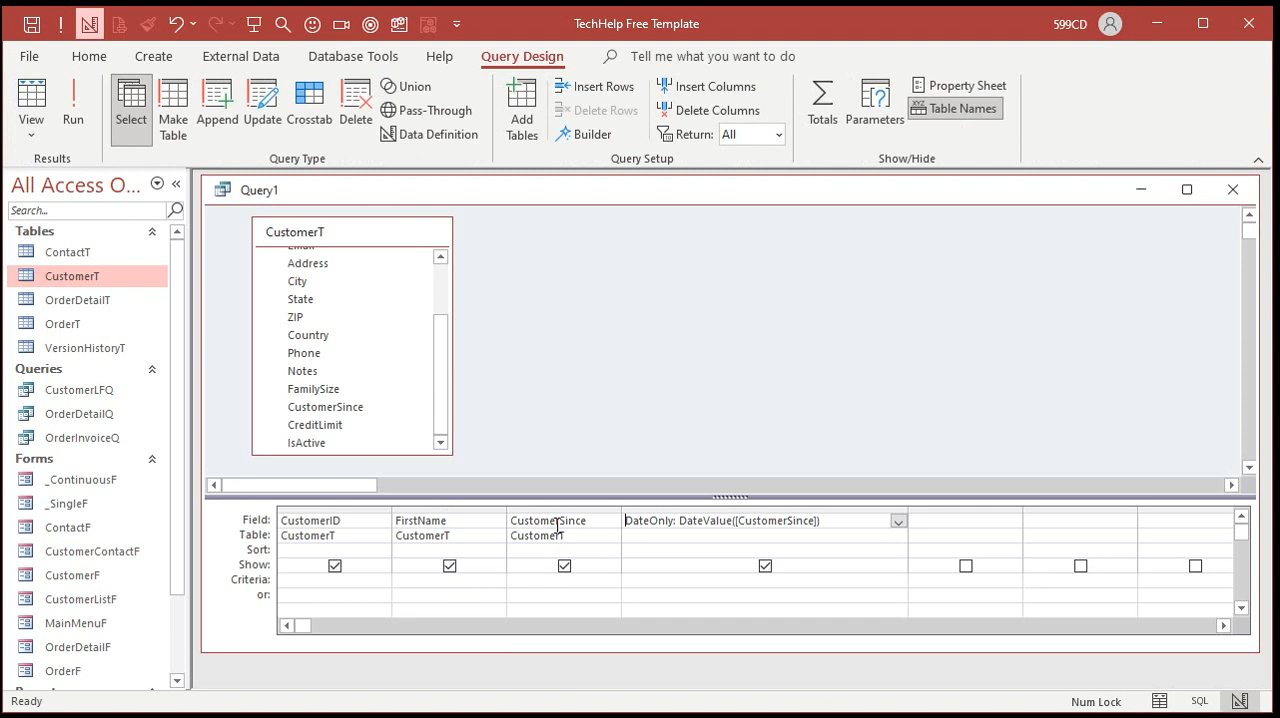 TechHelp Free Template
599CD
File Home Create External Data Database Tools Help Query Design Tell me what you want to do
View
Run
Select
Make Table
Append
Update
Crosstab
Delete
Union
Pass-Through
Data Definition
Add Tables
Insert Rows
Delete Rows
Builder
Insert Columns
Delete Columns
Return: All
Totals
Parameters
Property Sheet
XYZ Table Names
Results
Query Type
Query Setup
Show/Hide
All Access O...
Search...
Tables
ContactT
CustomerT
OrderDetailT
OrderT
VersionHistoryT
Queries
CustomerLFQ
OrderDetailQ
OrderInvoiceQ
Forms
_ContinuousF
_SingleF
ContactF
CustomerContactF
CustomerF
CustomerListF
MainMenuF
OrderDetailF
OrderF
Query1
CustomerT
Address
City
State
ZIP
Country
Phone
Notes
FamilySize
CustomerSince
CreditLimit
IsActive
Field: CustomerID FirstName CustomerSince DateOnly: DateValue([CustomerSince])
Table: CustomerT CustomerT CustomerT
Sort:
Show:
Criteria:
or:
Ready
Num Lock
SQL